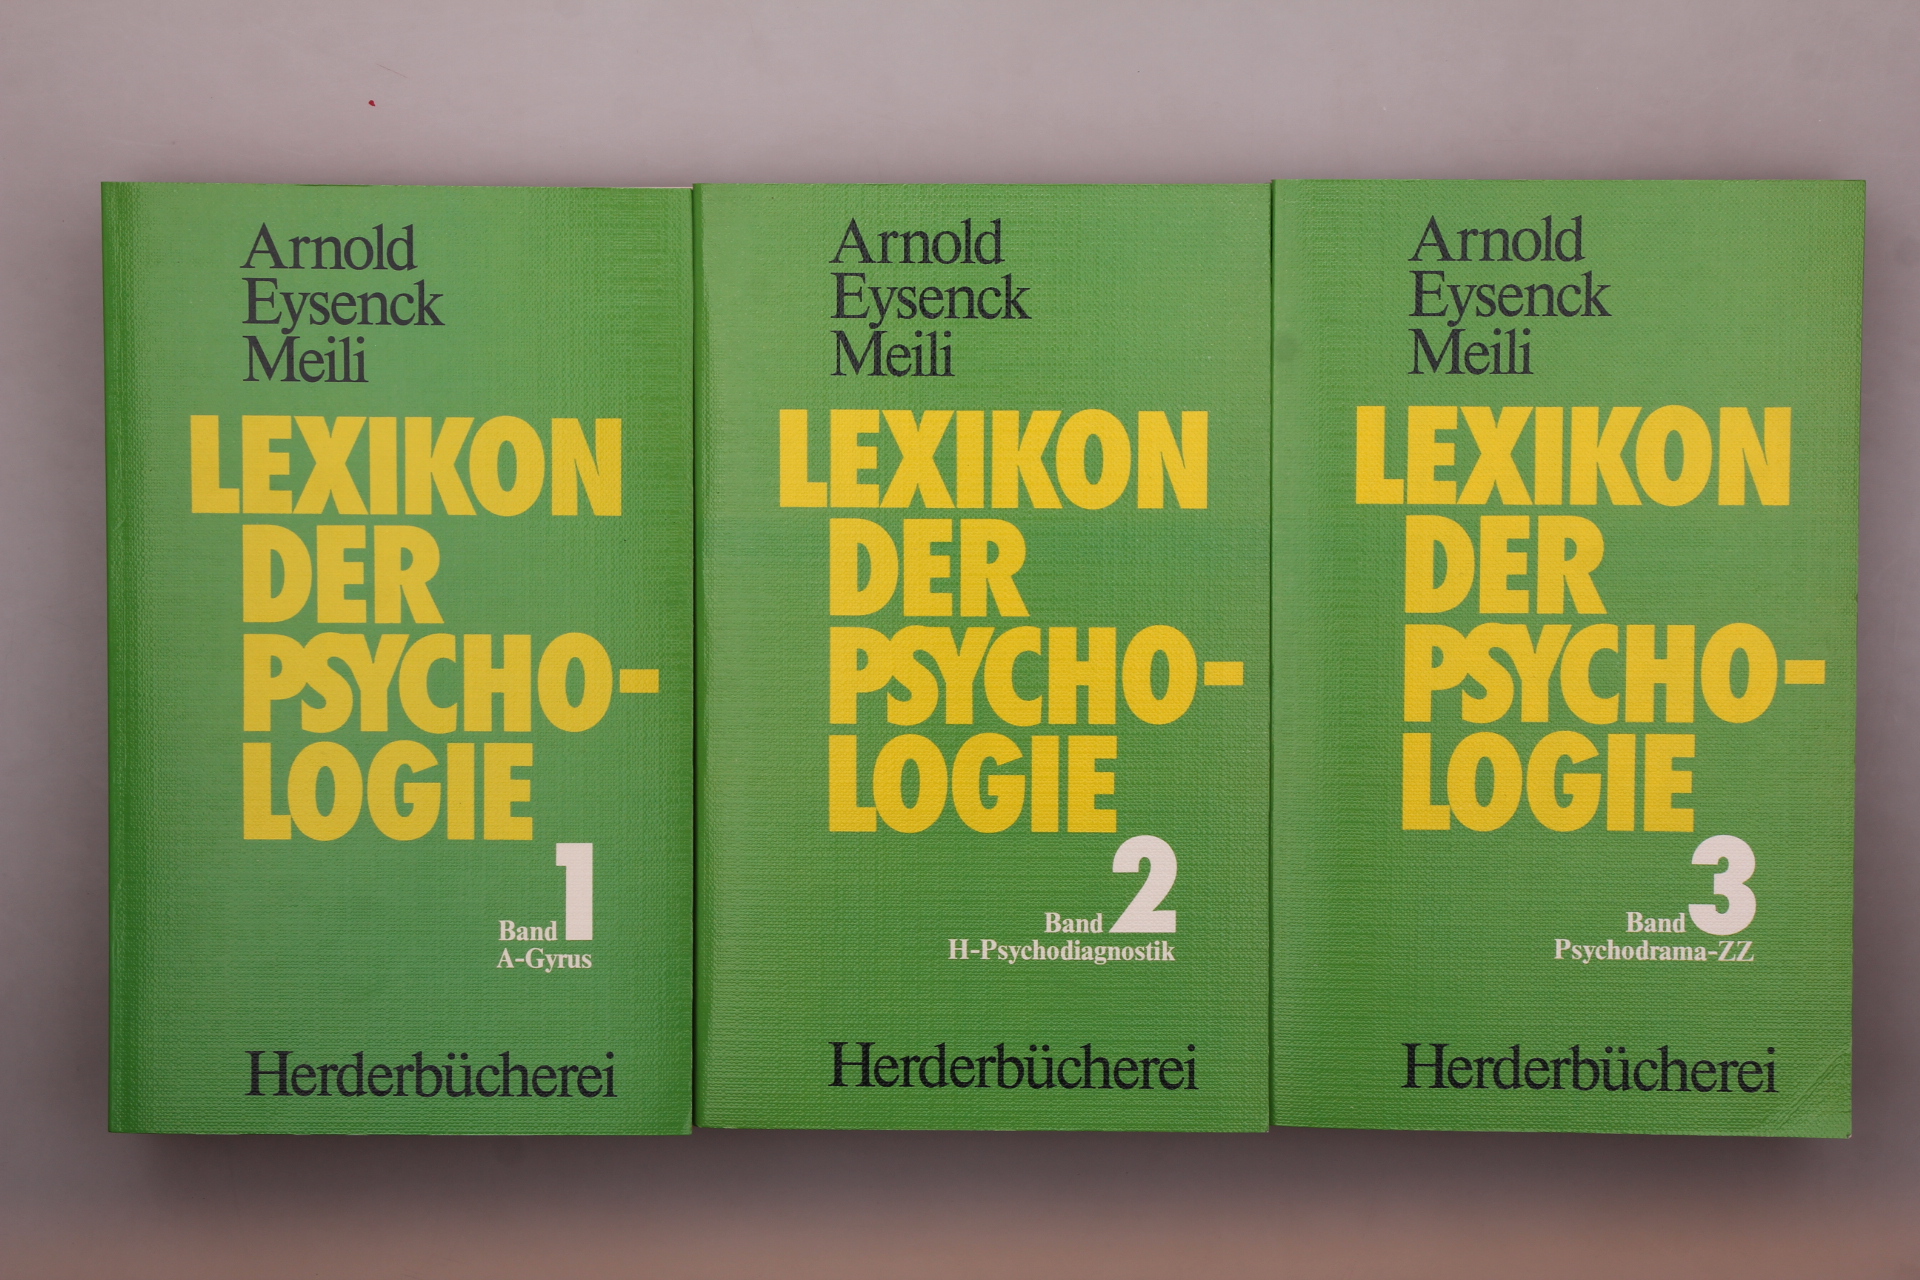 Arnold
Eysenck
Meili
LEXIKON
DER
PSYCHO-
LOGIE
Band 1
A-Gyrus
Herderbücherei
Arnold
Eysenck
Meili
LEXIKON
DER
PSYCHO-
LOGIE
Band 2
H-Psychodiagnostik
Herderbücherei
Arnold
Eysenck
Meili
LEXIKON
DER
PSYCHO-
LOGIE
Band 3
Psychodrama-ZZ
Herderbücherei